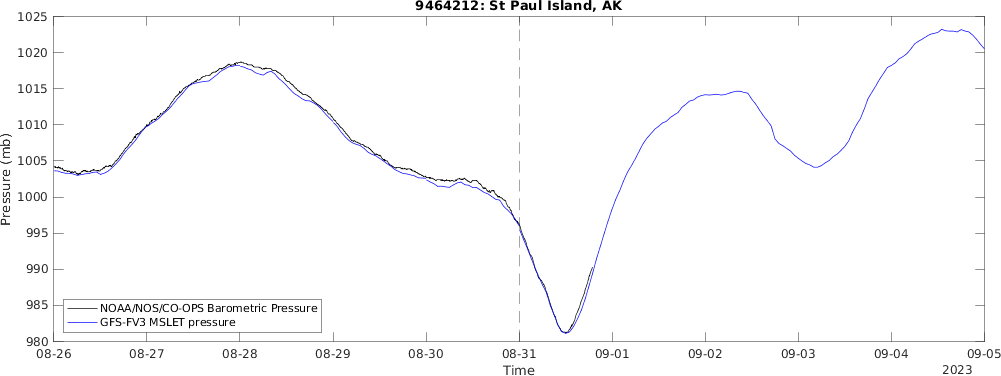 9464212: St Paul Island, AK
1025
1020
1015
1010
1005
1000
995
990
985
980
Pressure (mb)
NOAA/NOS/CO-OPS Barometric Pressure
GFS-FV3 MSLET pressure
08-26 08-27 08-28 08-29 08-30 08-31 09-01 09-02 09-03 09-04 09-05
Time
2023